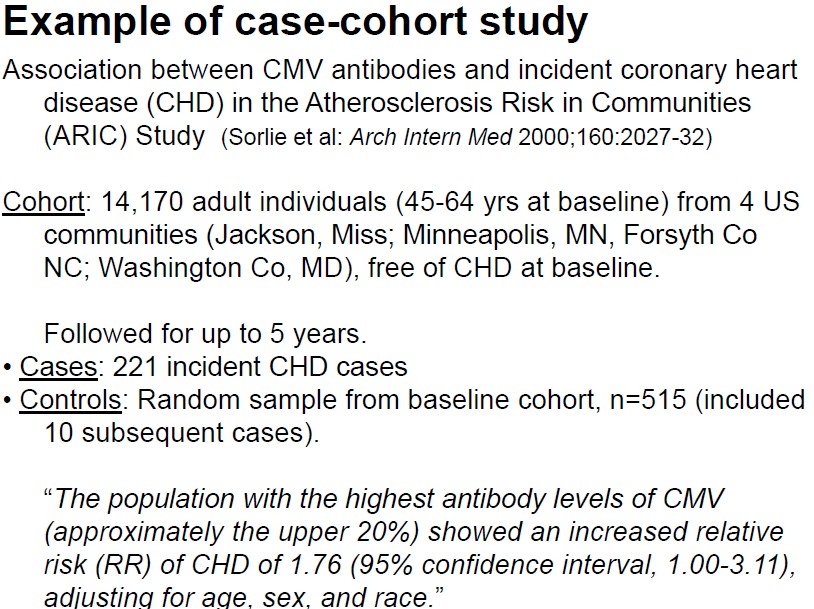 Example of case-cohort study
Association between CMV antibodies and incident coronary heart
disease (CHD) in the Atherosclerosis Risk in Communities
(ARIC) Study (Sorlie et al: Arch Intern Med 2000;160:2027-32)
Cohort: 14,170 adult individuals (45-64 yrs at baseline) from 4 US
communities (Jackson, Miss; Minneapolis, MN, Forsyth Co
NC; Washington Co, MD), free of CHD at baseline.
Followed for up to 5 years.
• Cases: 221 incident CHD cases
• Controls: Random sample from baseline cohort, n=515 (included
10 subsequent cases).
“The population with the highest antibody levels of CMV
(approximately the upper 20%) showed an increased relative
risk (RR) of CHD of 1.76 (95% confidence interval, 1.00-3.11),
adjusting for age, sex, and race.”